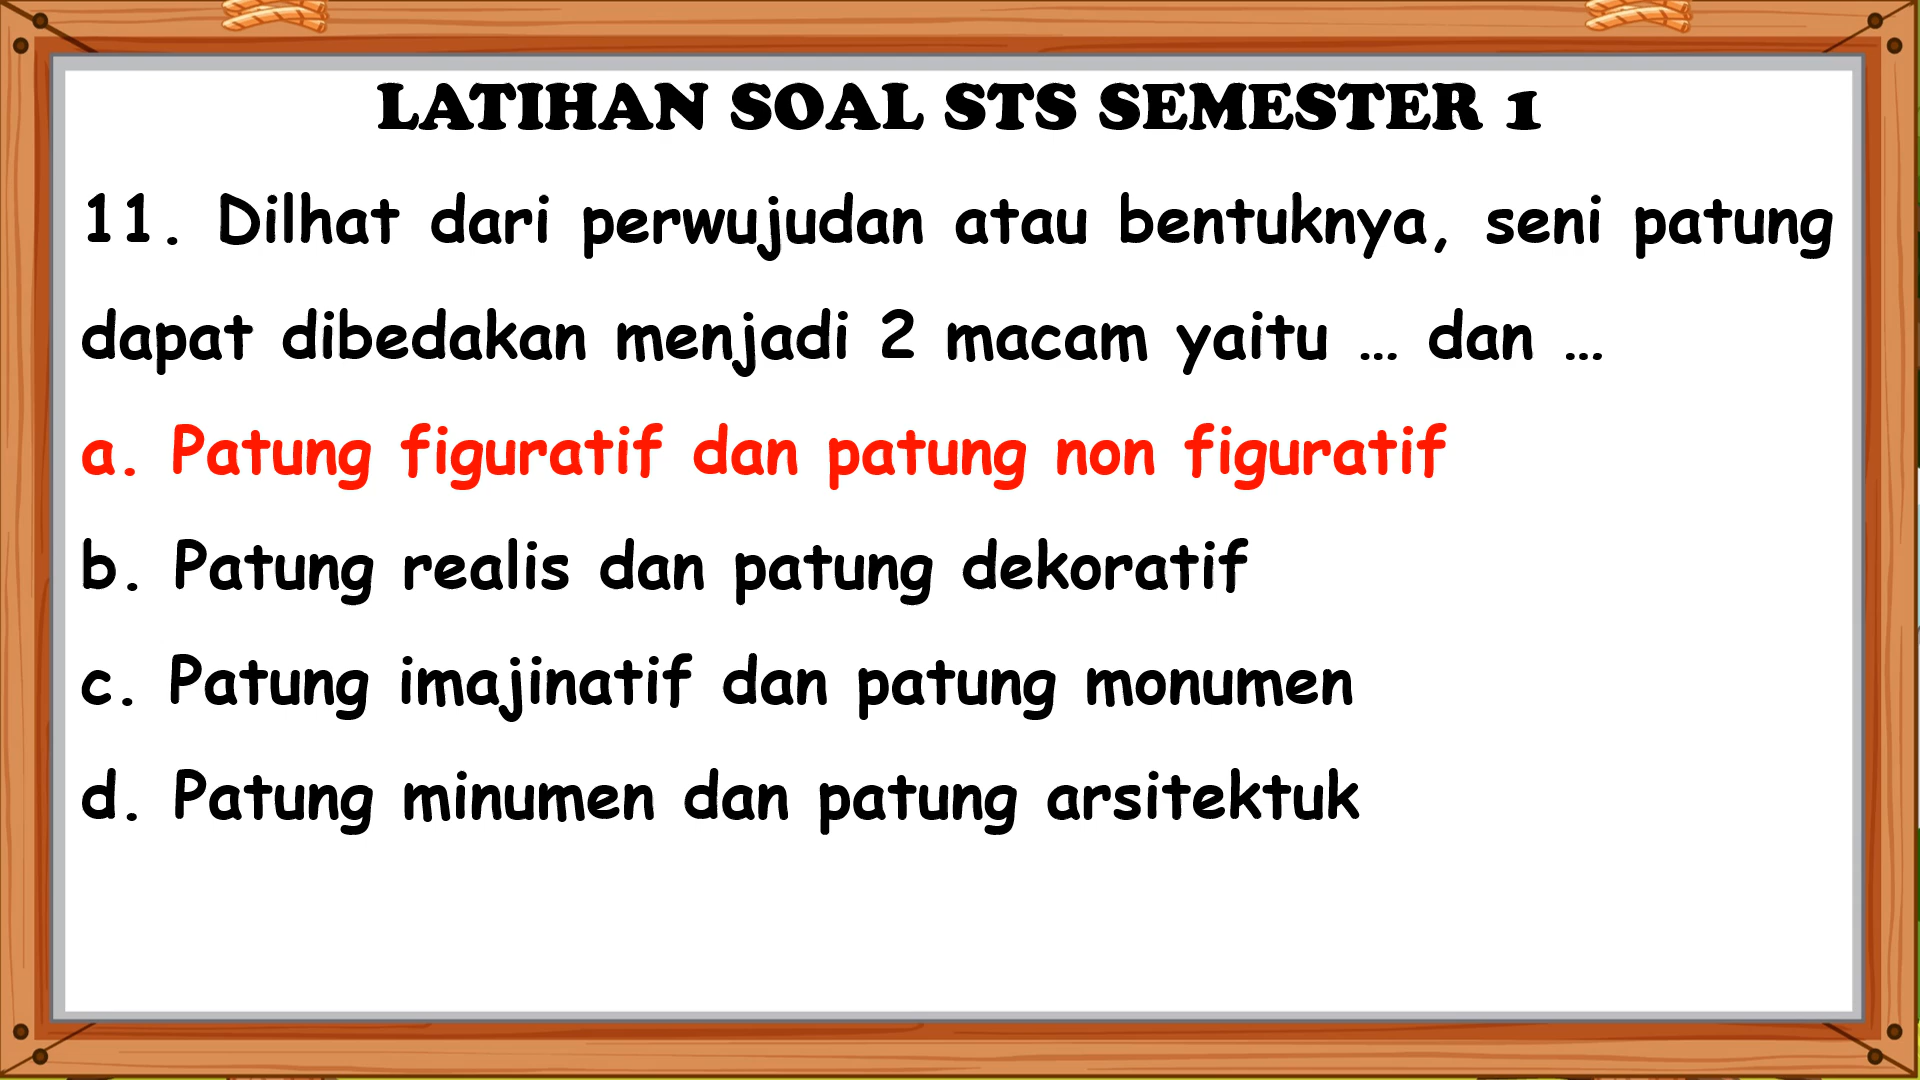 LATIHAN SOAL STS SEMESTER 1
11. Dilhat dari perwujudan atau bentuknya, seni patung
dapat dibedakan menjadi 2 macam yaitu … dan …
a. Patung figuratif dan patung non figuratif
b. Patung realis dan patung dekoratif
c. Patung imajinatif dan patung monumen
d. Patung minumen dan patung arsitektuk